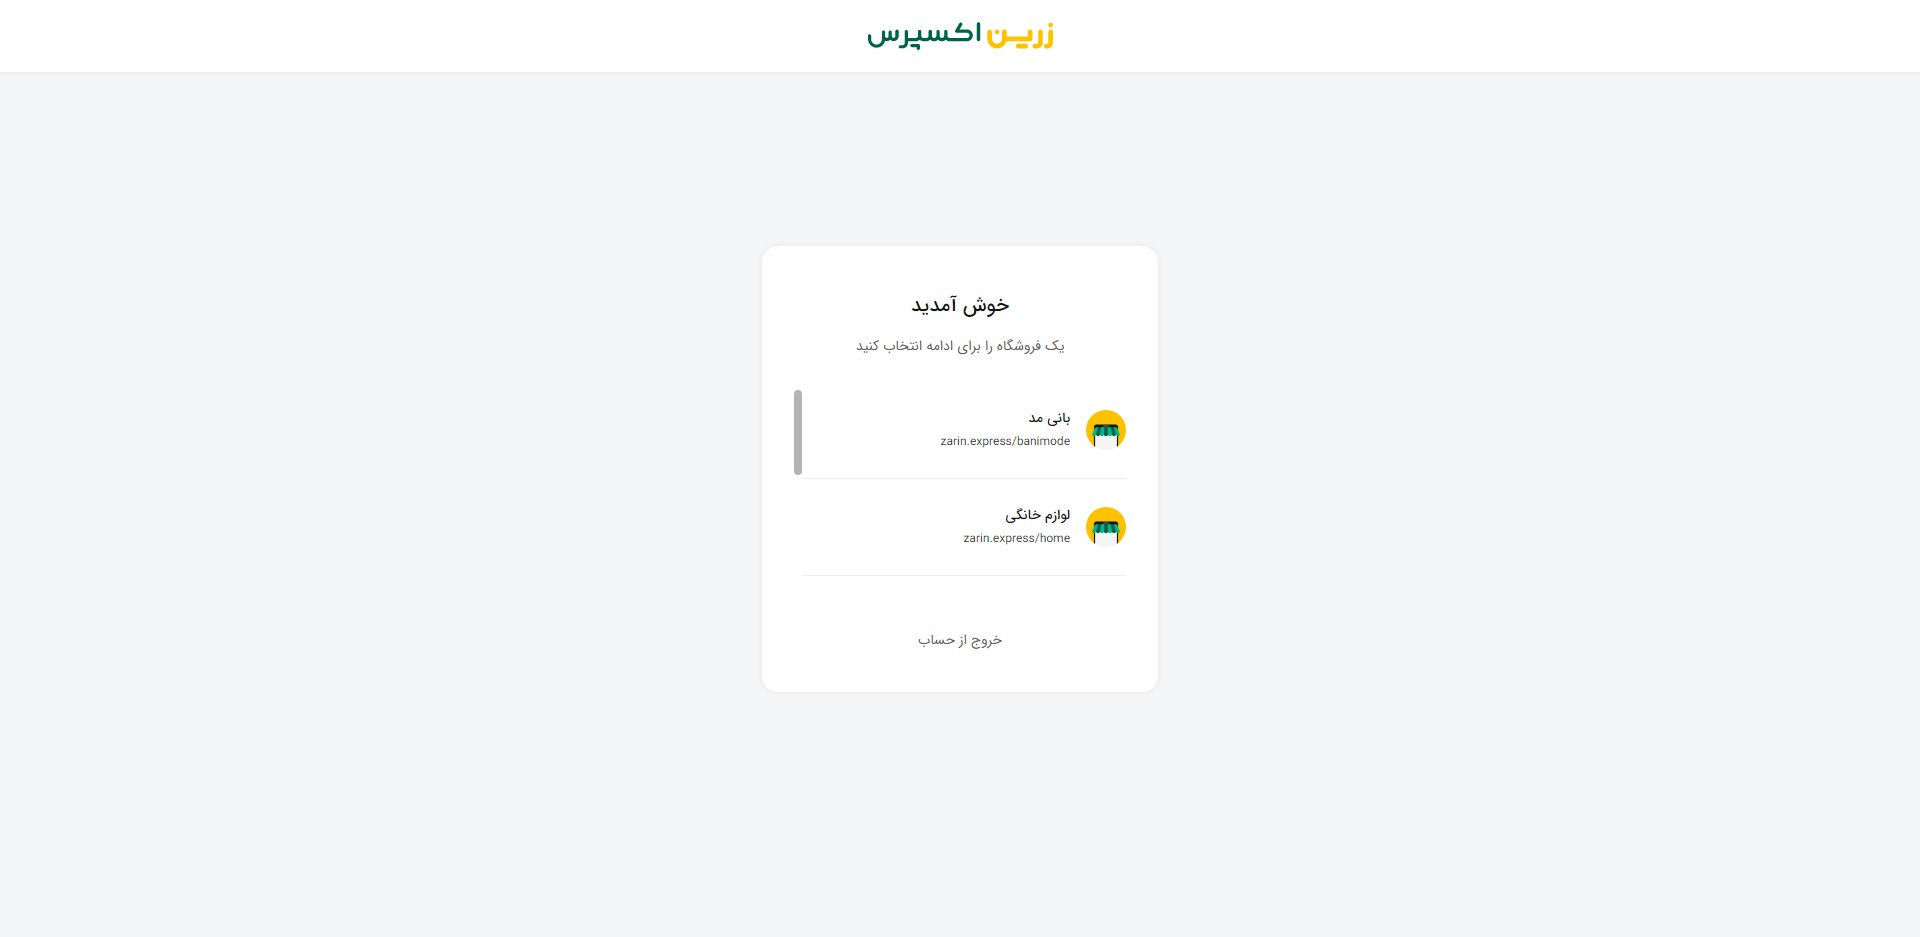 زرین اکسپرس
خوش آمدید
یک فروشگاه را برای ادامه انتخاب کنید
بانی مد
zarin.express/banimode
لوازم خانگی
zarin.express/home
خروج از حساب